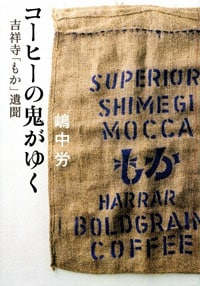 コーヒーの鬼がゆく
吉祥寺「もか」遺聞
嶋中労
SUPERIOR
SHIMEGI
MOCCA
もか
HARRAR
BOLDGRAIN
COFFEE